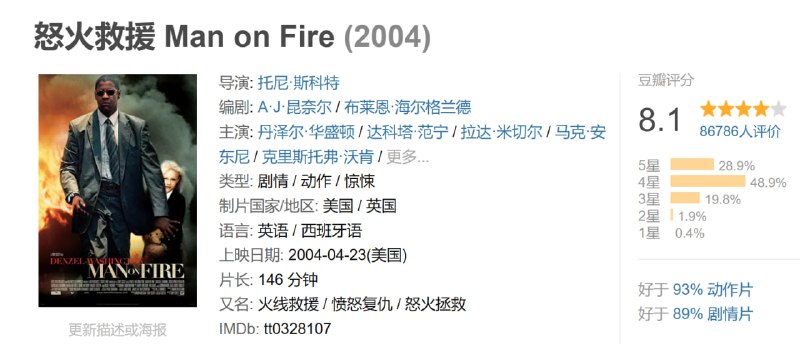 怒火救援 Man on Fire (2004)
DENZEL WASHINGTON
MAN ON FIRE
更新描述或海报
导演: 托尼·斯科特
编剧: A·J·昆奈尔 / 布莱恩·海尔格兰德
主演: 丹泽尔·华盛顿 / 达科塔·范宁 / 拉达·米切尔 / 马克·安
东尼 / 克里斯托弗·沃肯 / 更多...
类型: 剧情 / 动作 / 惊悚
制片国家/地区: 美国 / 英国
语言: 英语 / 西班牙语
上映日期: 2004-04-23(美国)
片长: 146 分钟
又名: 火线救援 / 愤怒复仇 / 怒火拯救
IMDb: tt0328107
豆瓣评分
8.1
86786人评价
5星 28.9%
4星 48.9%
3星 19.8%
2星 1.9%
1星 0.4%
好于 93% 动作片
好于 89% 剧情片